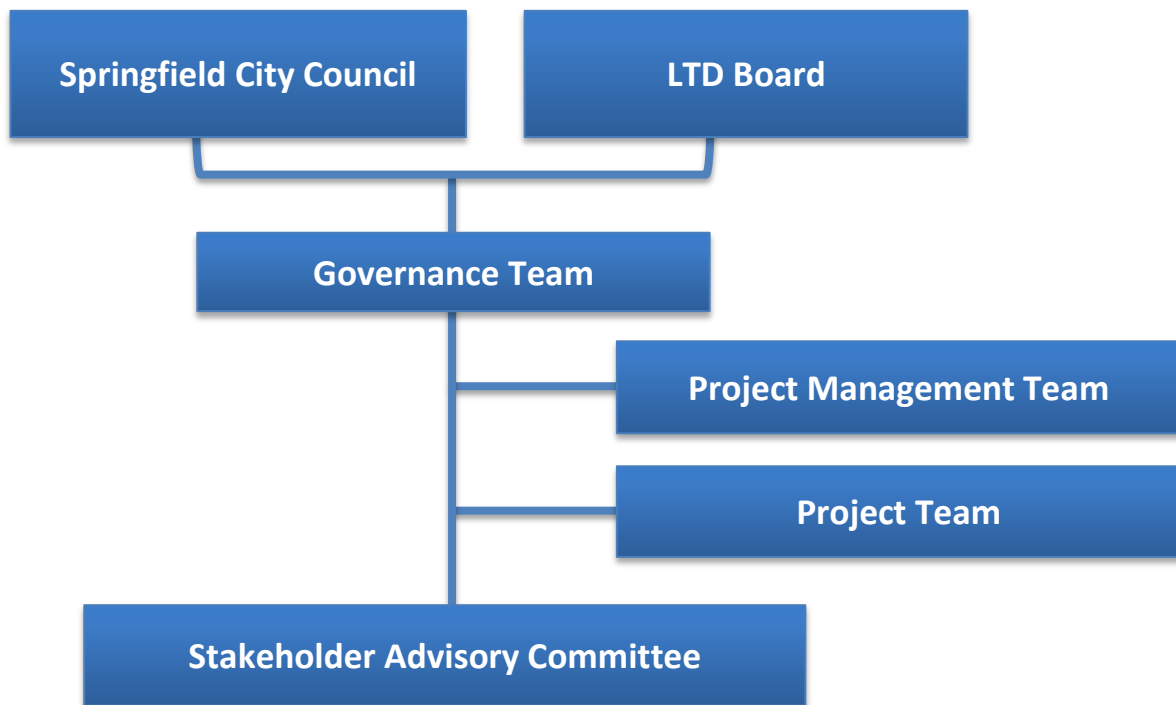 Springfield City Council
LTD Board
Governance Team
Project Management Team
Project Team
Stakeholder Advisory Committee